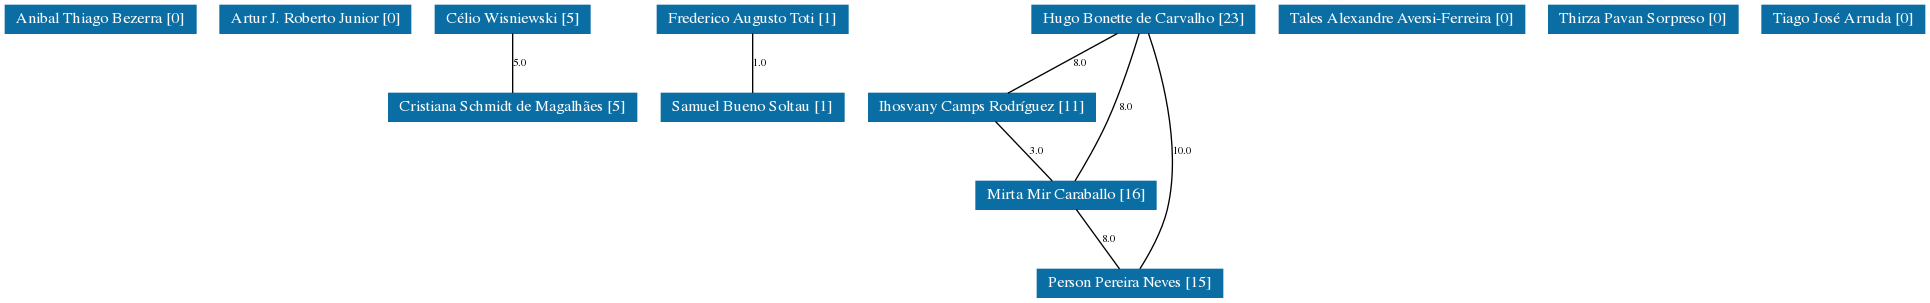 Anibal Thiago Bezerra [0]
Artur J. Roberto Junior [0]
Célio Wisniewski [5]
Frederico Augusto Toti [1]
Hugo Bonette de Carvalho [23]
Tales Alexandre Aversi-Ferreira [0]
Thirza Pavan Sorpreso [0]
Tiago José Arruda [0]
5.0
1.0
8.0
Cristiana Schmidt de Magalhães [5]
Samuel Bueno Soltau [1]
Ihosvany Camps Rodríguez [11]
8.0
3.0
10.0
Mirta Mir Caraballo [16]
8.0
Person Pereira Neves [15]